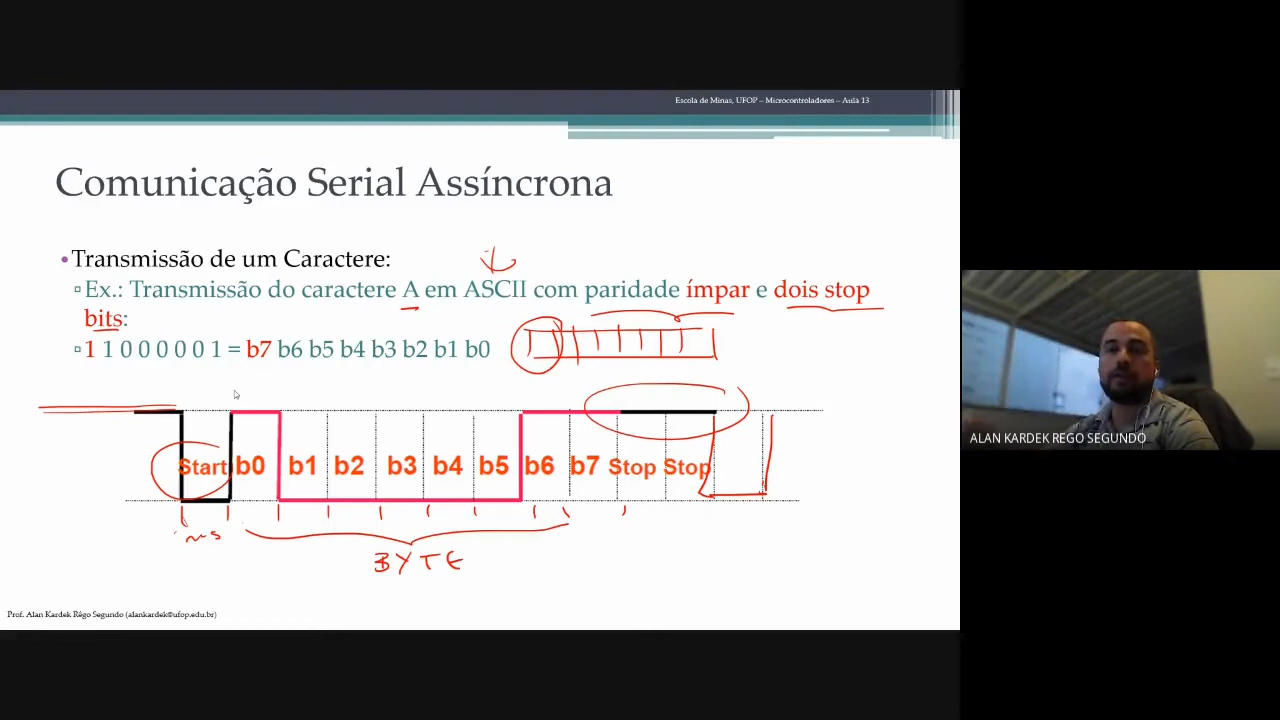 Escola de Minas, UFOP – Microcontroladores – Aula 13
Comunicação Serial Assíncrona
•Transmissão de um Caractere:
▫Ex.: Transmissão do caractere A em ASCII com paridade ímpar e dois stop
bits:
▫1 1 0 0 0 0 0 1 = b7 b6 b5 b4 b3 b2 b1 b0
ALAN KARDEK REGO SEGUNDO
Start b0 b1 b2 b3 b4 b5 b6 b7 Stop Stop
BYTE
Prof. Alan Kardek Rêgo Segundo (alankardek@ufop.edu.br)